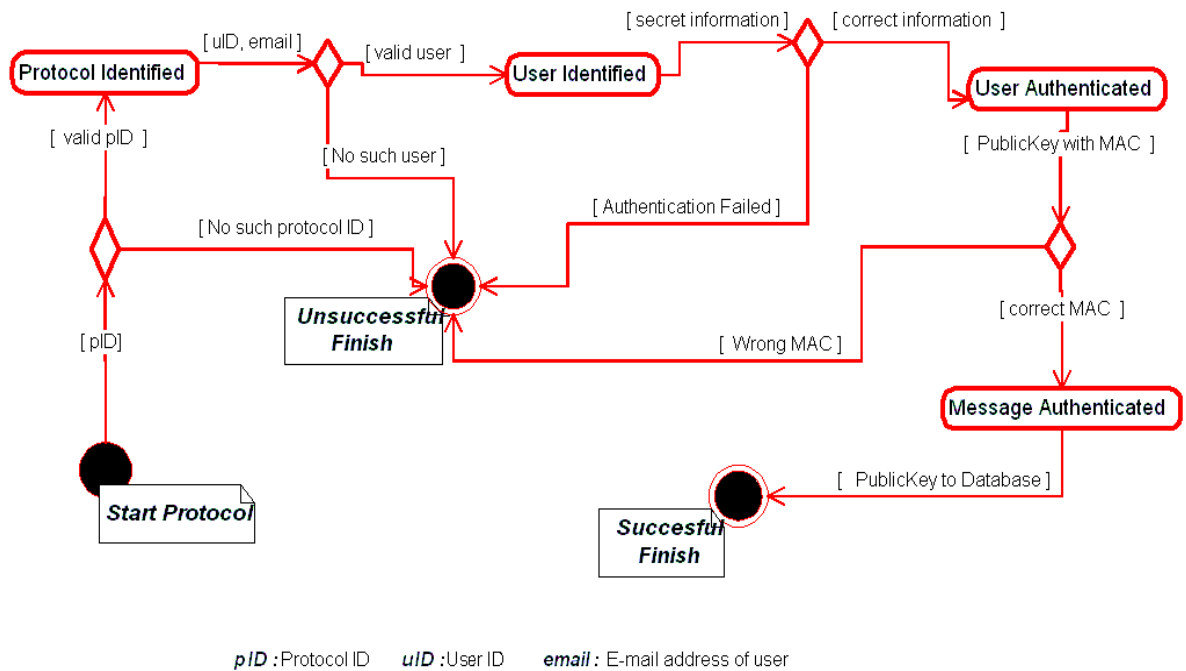 [ uID, email ]
[ valid user ]
[ secret information ]
[ correct information ]
Protocol Identified
User Identified
User Authenticated
[ valid pID ]
[ No such user ]
[ PublicKey with MAC ]
[ Authentication Failed ]
[ No such protocol ID ]
[ pID]
Unsuccessful
Finish
[ Wrong MAC ]
[ correct MAC ]
Message Authenticated
[ PublicKey to Database ]
Start Protocol
Succesful
Finish
pID : Protocol ID uID : User ID email : E-mail address of user